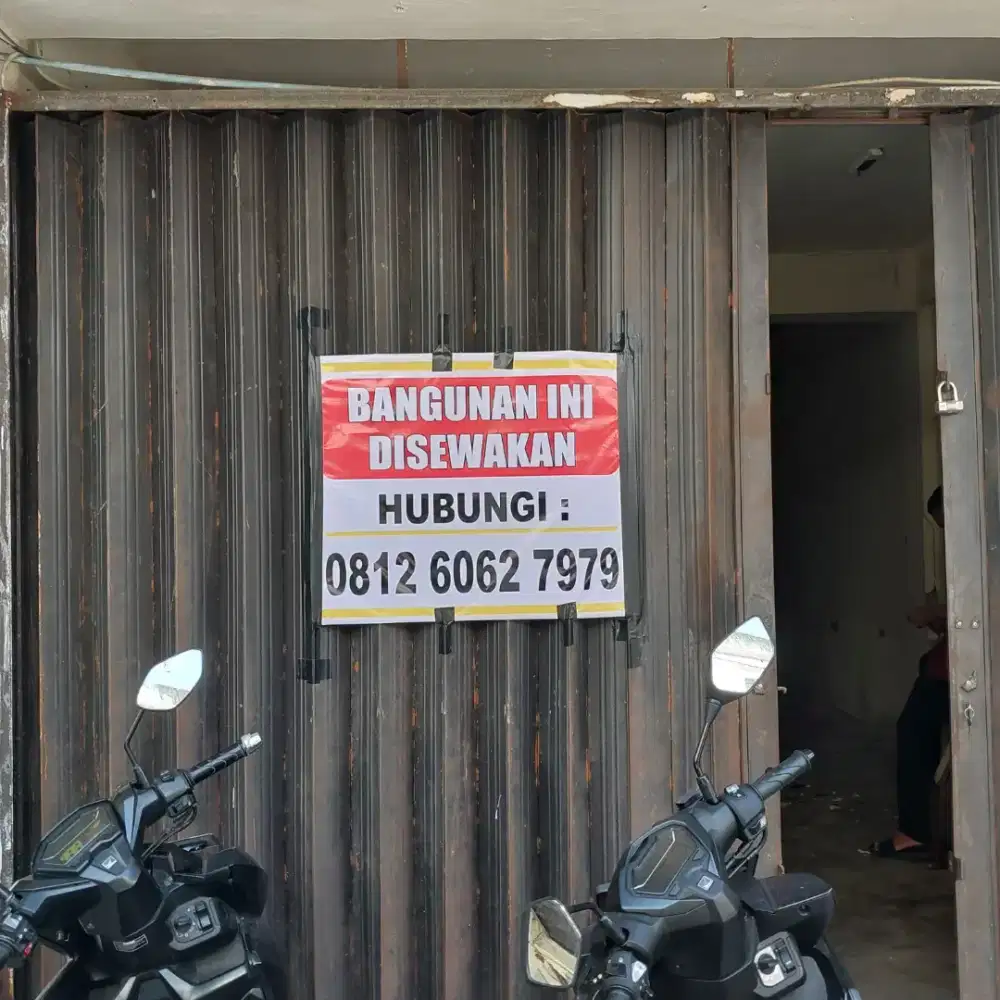 BANGUNAN INI
DISEWAKAN
HUBUNGI :
0812 6062 7979